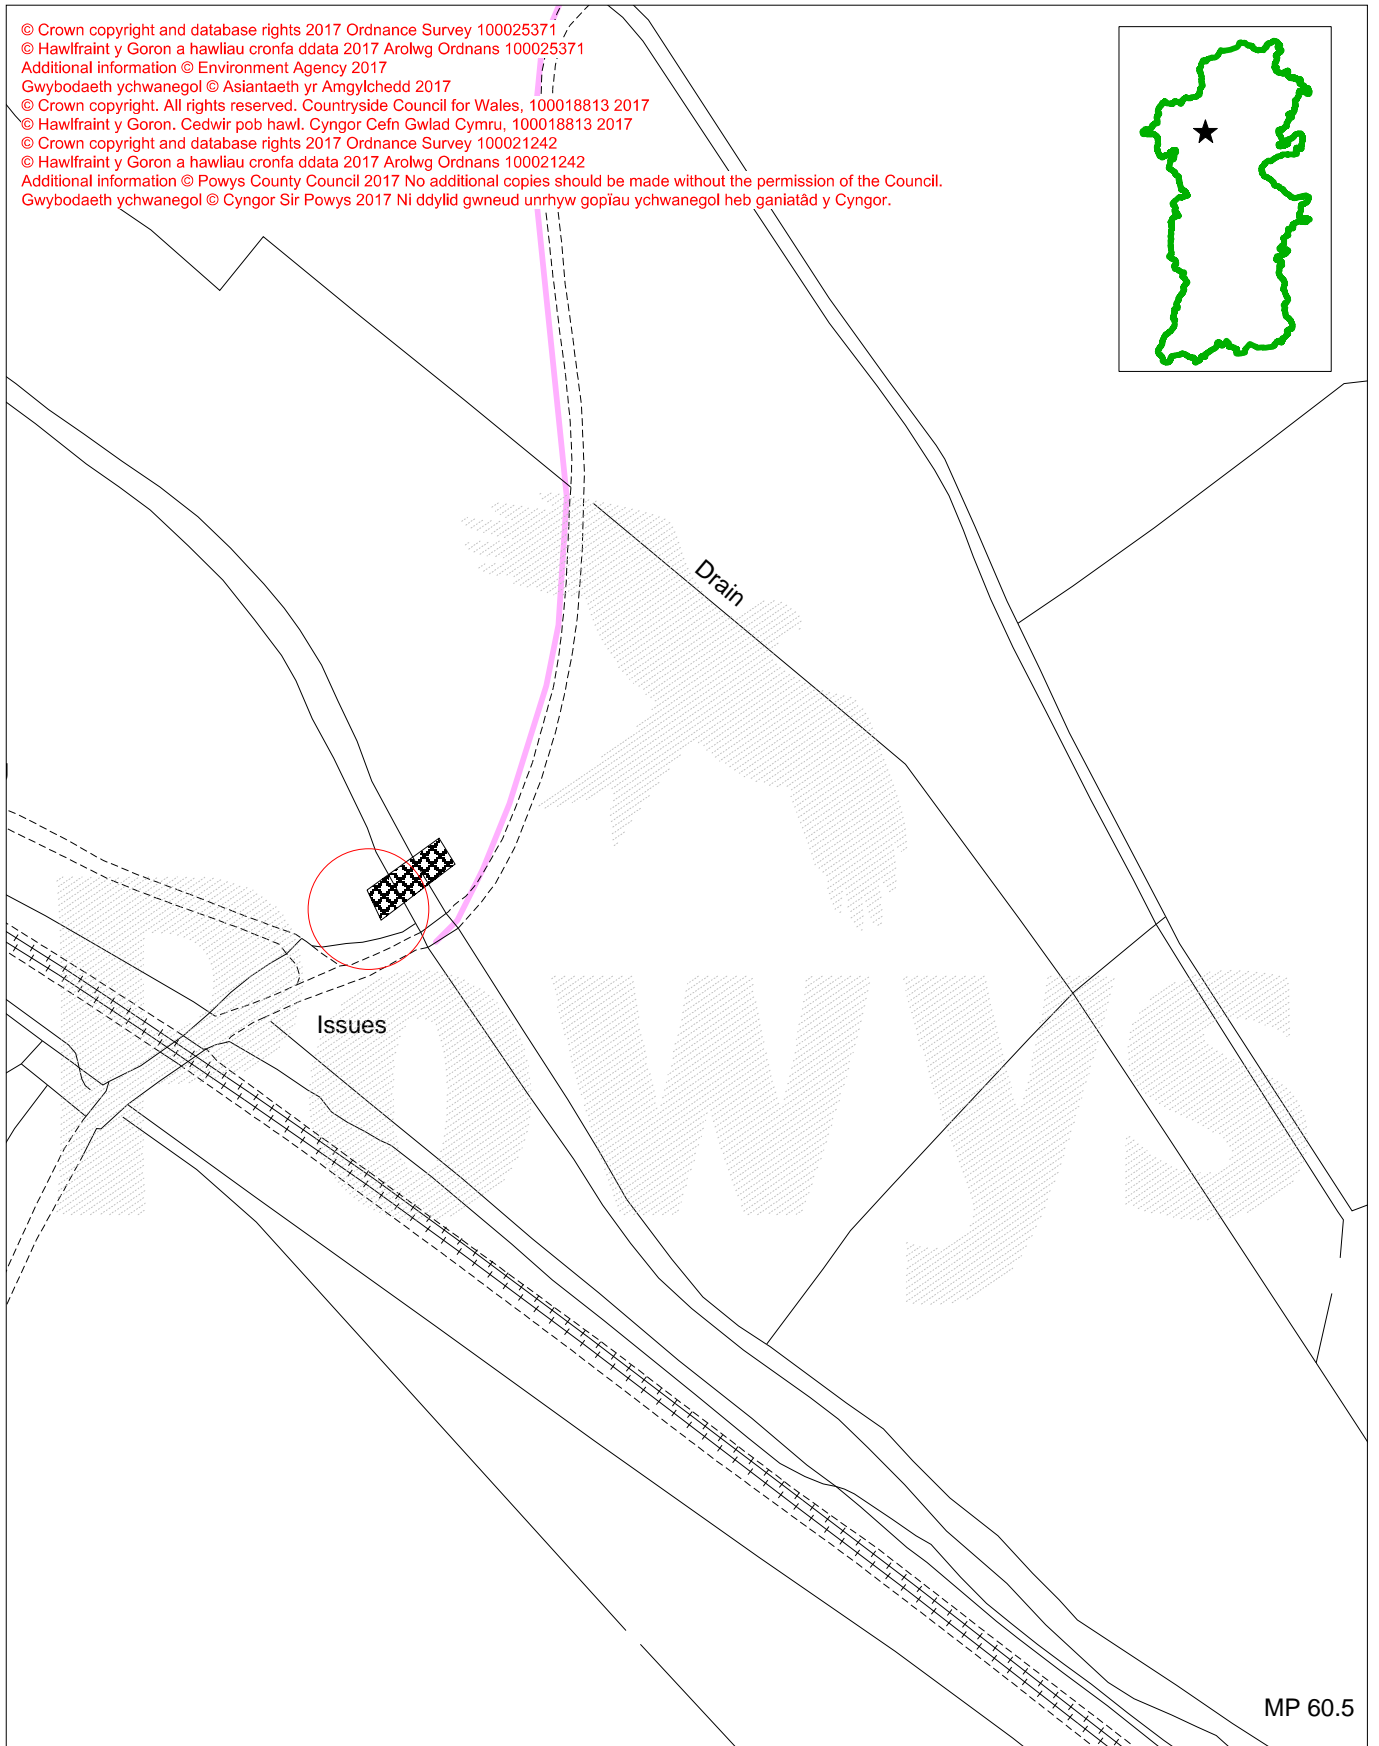 © Crown copyright and database rights 2017 Ordnance Survey 100025371
© Hawlfraint y Goron a hawliau cronfa ddata 2017 Arolwg Ordnans 100025371
Additional information © Environment Agency 2017
Gwybodaeth ychwanegol © Asiantaeth yr Amgylchedd 2017
© Crown copyright. All rights reserved. Countryside Council for Wales, 100018813 2017
© Hawlfraint y Goron. Cedwir pob hawl. Cyngor Cefn Gwlad Cymru, 100018813 2017
© Crown copyright and database rights 2017 Ordnance Survey 100021242
© Hawlfraint y Goron a hawliau cronfa ddata 2017 Arolwg Ordnans 100021242
Additional information © Powys County Council 2017 No additional copies should be made without the permission of the Council.
Gwybodaeth ychwanegol © Cyngor Sir Powys 2017 Ni ddylid gwneud unrhyw gopïau ychwanegol heb ganiatâd y Cyngor.
Drain
Powys
Issues
MP 60.5